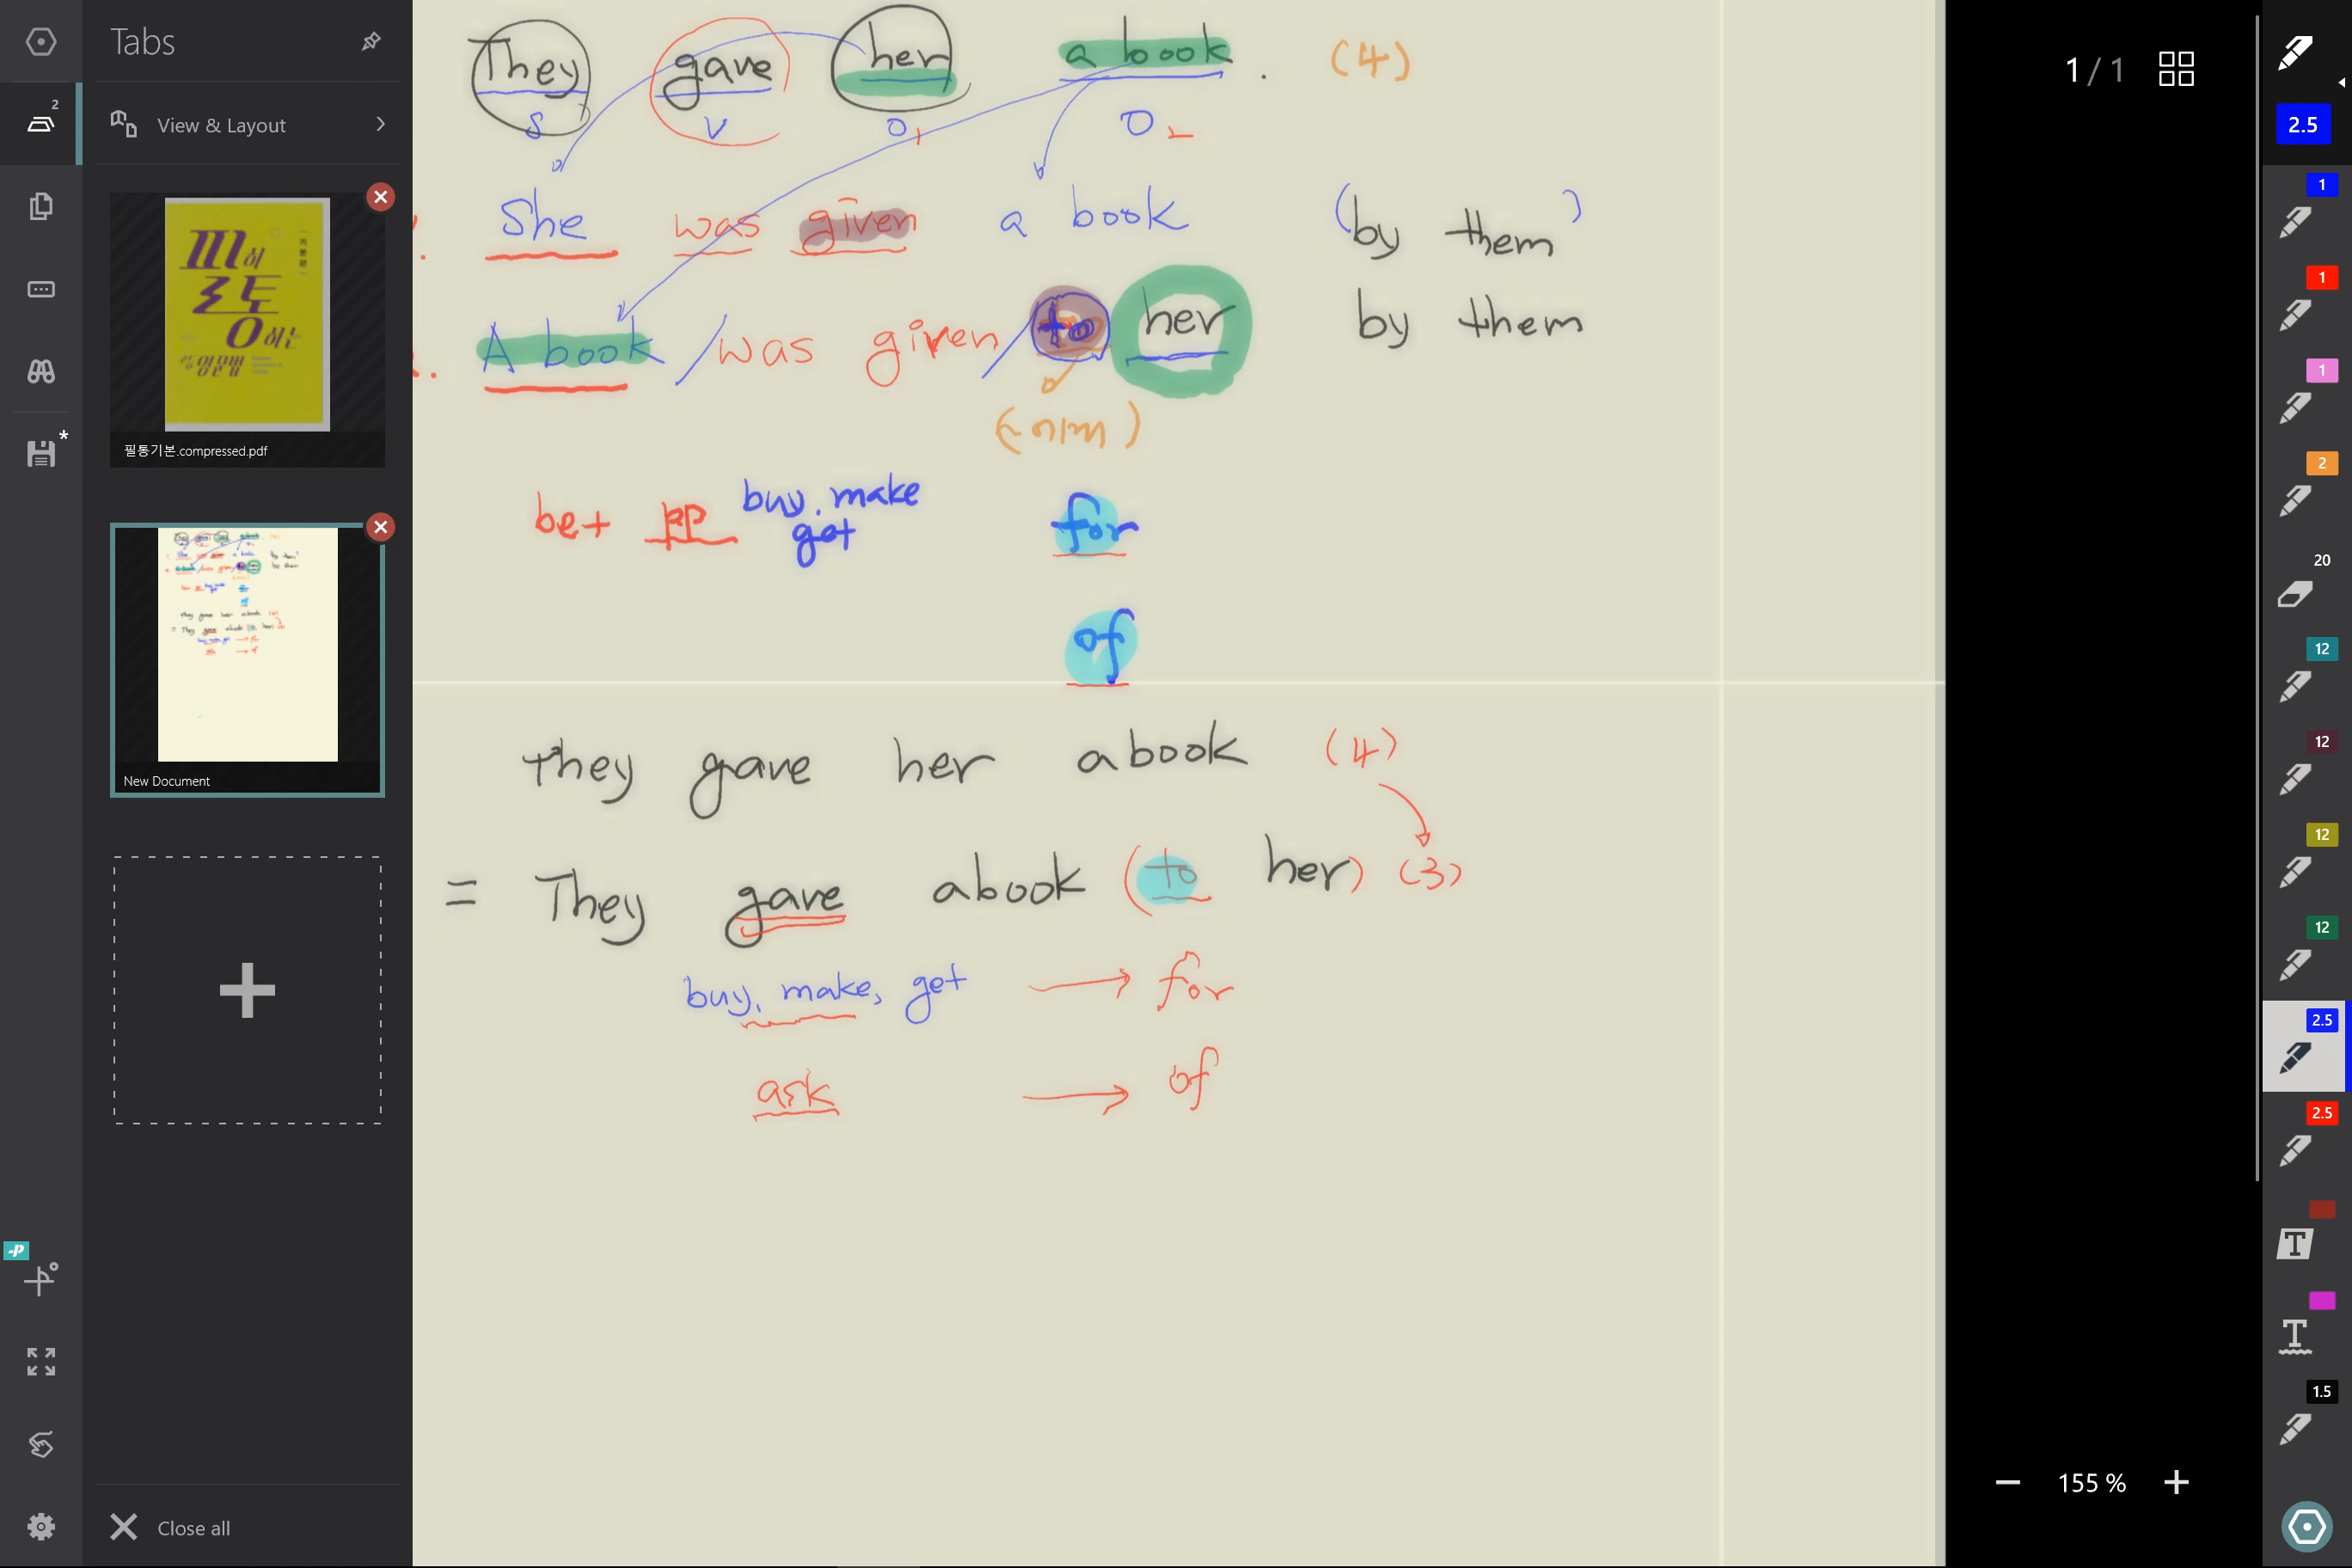 Tabs
View & Layout
2
필통기본.compressed.pdf
New Document
Close all
They gave her a book . (4)
S V O1 O2
She was given a book (by them)
A book / was given / to her by them
be + pp buy, make for
get
of
they gave her a book (4)
= They gave a book (to her) (3)
buy, make, get → for
ask → of
1 / 1
155 %
2.5
1
1
1
2
20
12
12
12
12
2.5
2.5
1.5